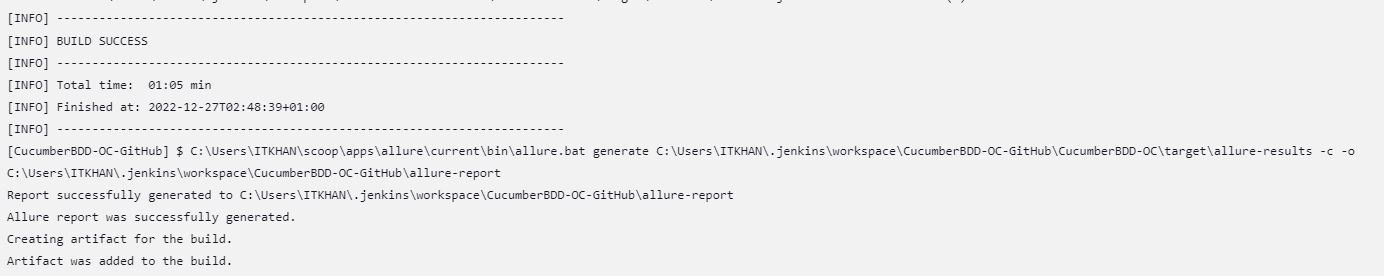 [INFO] ------------------------------------------------------------------------
[INFO] BUILD SUCCESS
[INFO] ------------------------------------------------------------------------
[INFO] Total time:  01:05 min
[INFO] Finished at: 2022-12-27T02:48:39+01:00
[INFO] ------------------------------------------------------------------------
[CucumberBDD-OC-GitHub] $ C:\Users\ITKHAN\scoop\apps\allure\current\bin\allure.bat generate C:\Users\ITKHAN\.jenkins\workspace\CucumberBDD-OC-GitHub\CucumberBDD-OC\target\allure-results -c -o
C:\Users\ITKHAN\.jenkins\workspace\CucumberBDD-OC-GitHub\allure-report
Report successfully generated to C:\Users\ITKHAN\.jenkins\workspace\CucumberBDD-OC-GitHub\allure-report
Allure report was successfully generated.
Creating artifact for the build.
Artifact was added to the build.